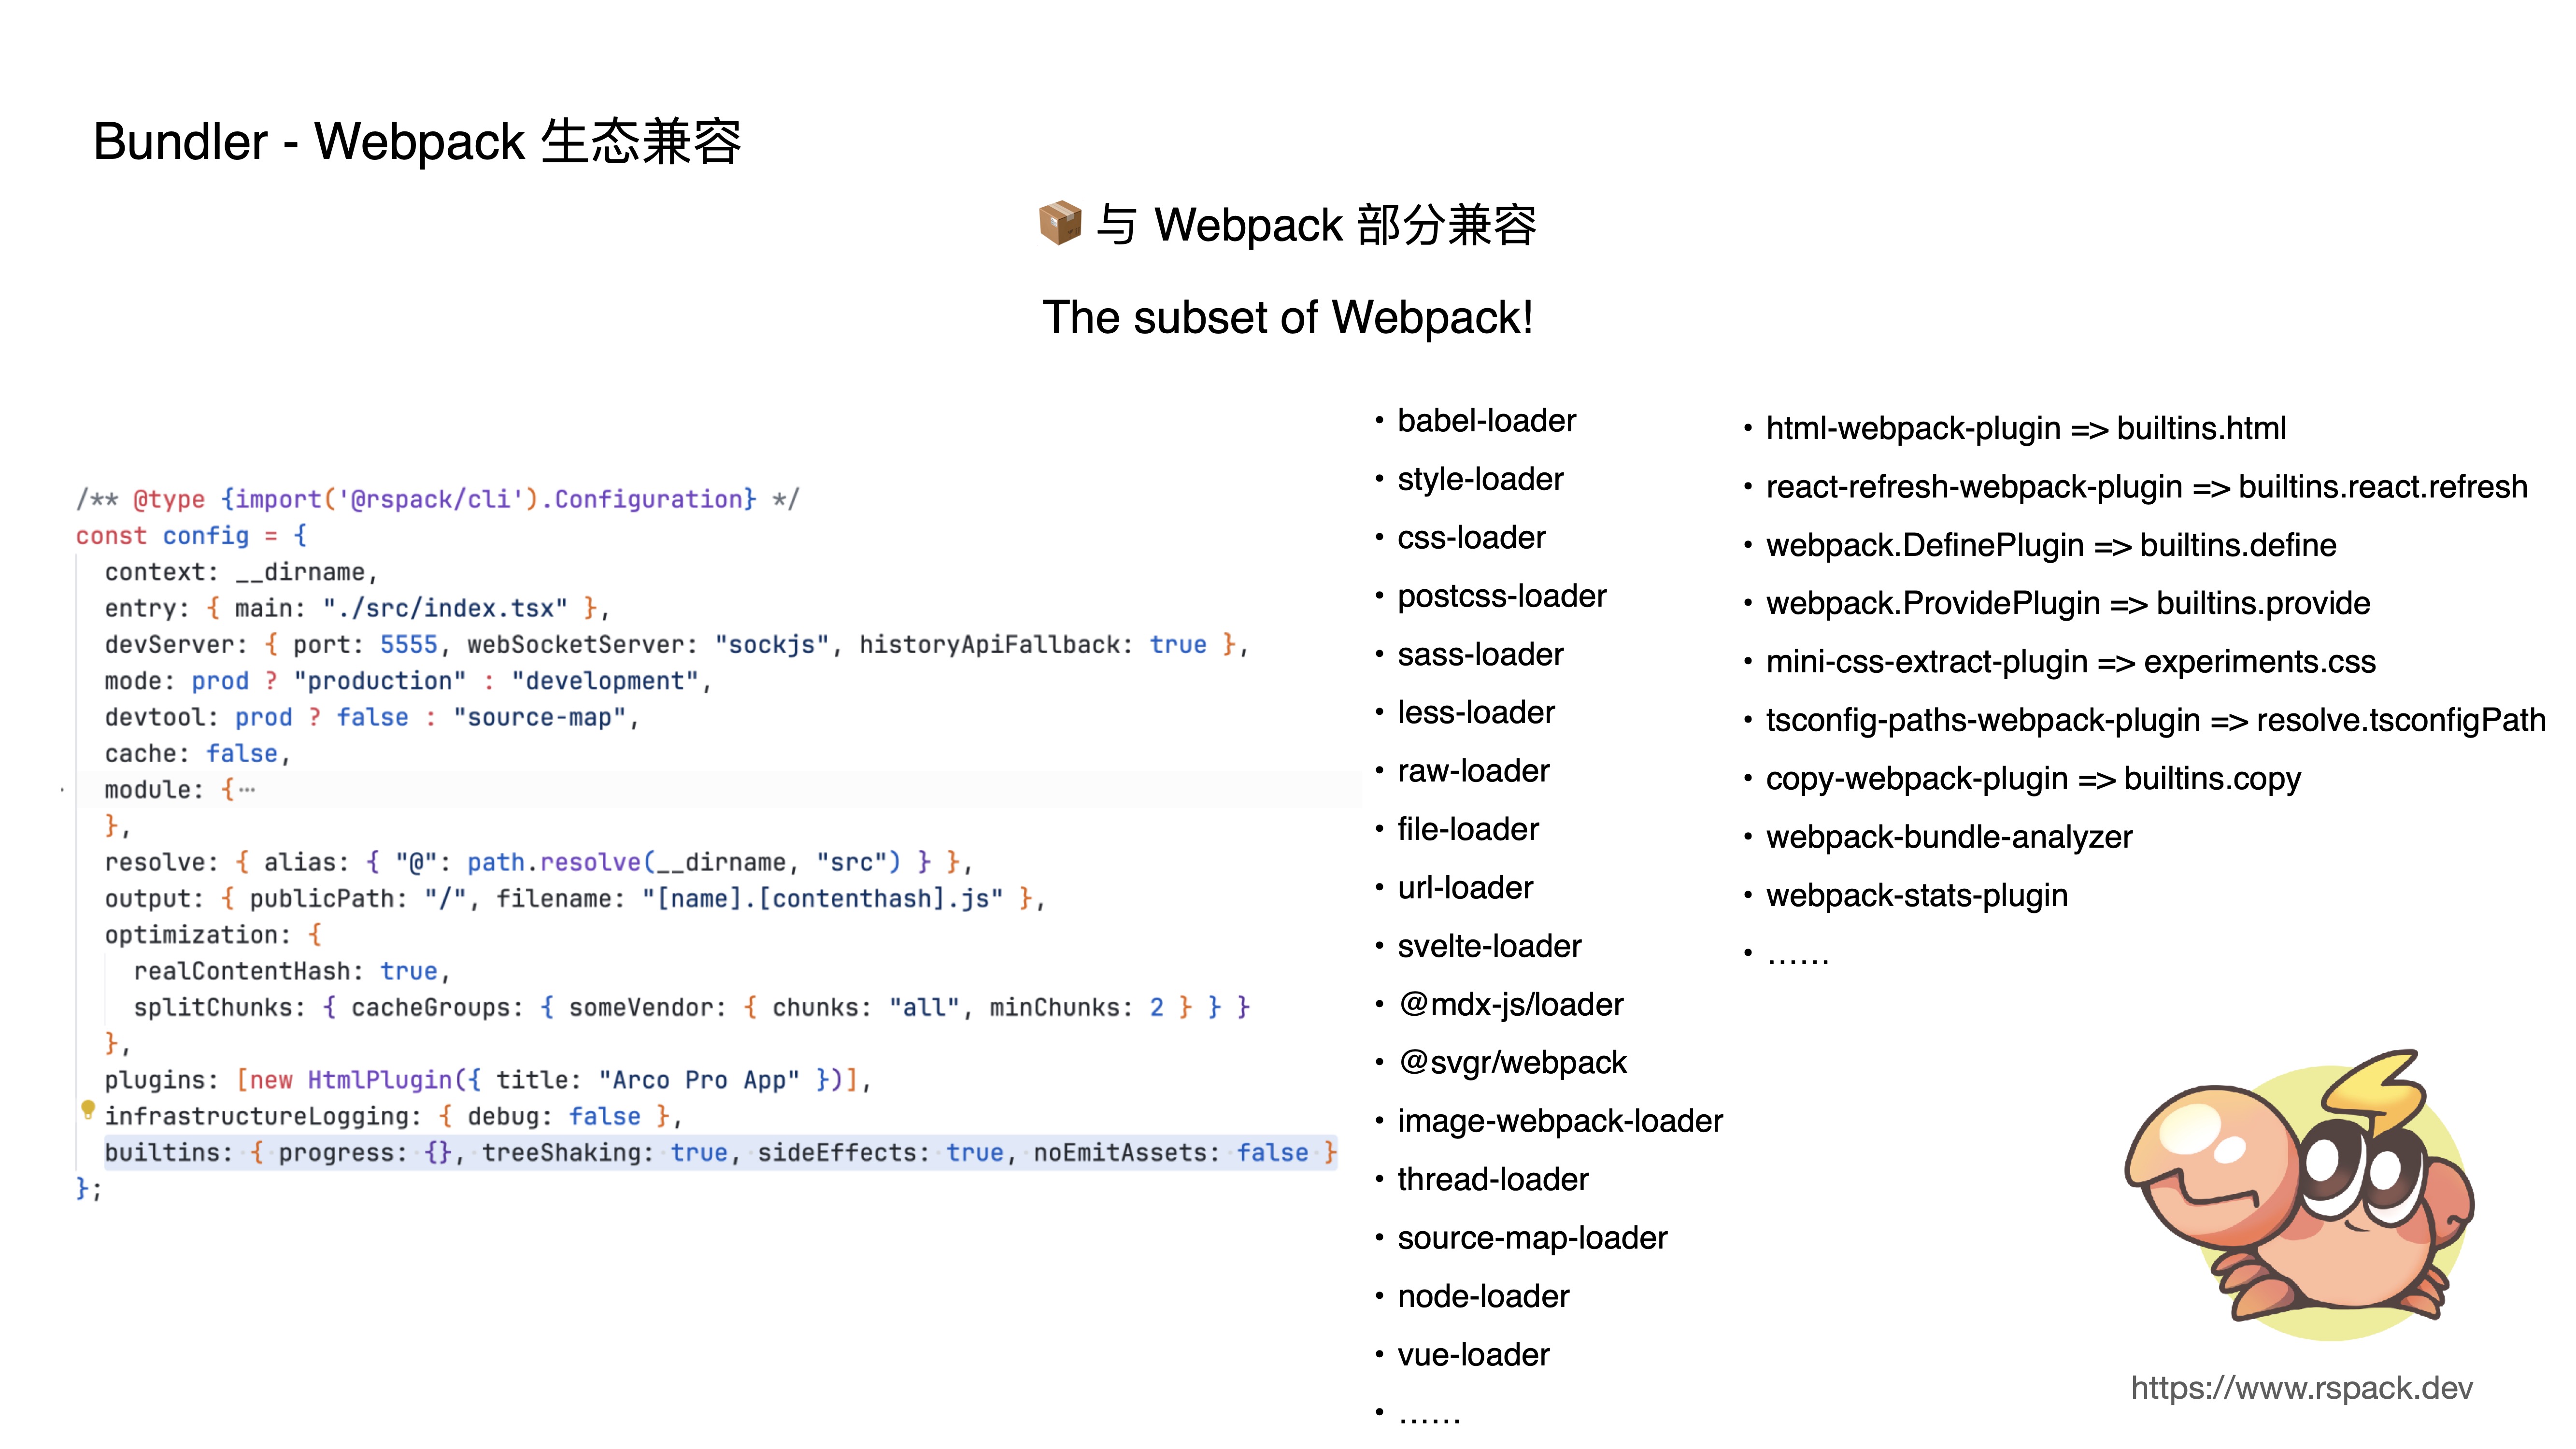 Bundler - Webpack 生态兼容
📦 与 Webpack 部分兼容
The subset of Webpack!
/** @type {import('@rspack/cli').Configuration} */
const config = {
context: __dirname,
entry: { main: "./src/index.tsx" },
devServer: { port: 5555, webSocketServer: "sockjs", historyApiFallback: true },
mode: prod ? "production" : "development",
devtool: prod ? false : "source-map",
cache: false,
module: {···
},
resolve: { alias: { "@": path.resolve(__dirname, "src") } },
output: { publicPath: "/", filename: "[name].[contenthash].js" },
optimization: {
realContentHash: true,
splitChunks: { cacheGroups: { someVendor: { chunks: "all", minChunks: 2 } } }
},
plugins: [new HtmlPlugin({ title: "Arco Pro App" })],
infrastructureLogging: { debug: false },
builtins: { progress: {}, treeShaking: true, sideEffects: true, noEmitAssets: false }
};
• babel-loader
• style-loader
• css-loader
• postcss-loader
• sass-loader
• less-loader
• raw-loader
• file-loader
• url-loader
• svelte-loader
• @mdx-js/loader
• @svgr/webpack
• image-webpack-loader
• thread-loader
• source-map-loader
• node-loader
• vue-loader
• ……
• html-webpack-plugin => builtins.html
• react-refresh-webpack-plugin => builtins.react.refresh
• webpack.DefinePlugin => builtins.define
• webpack.ProvidePlugin => builtins.provide
• mini-css-extract-plugin => experiments.css
• tsconfig-paths-webpack-plugin => resolve.tsconfigPath
• copy-webpack-plugin => builtins.copy
• webpack-bundle-analyzer
• webpack-stats-plugin
• ……
https://www.rspack.dev